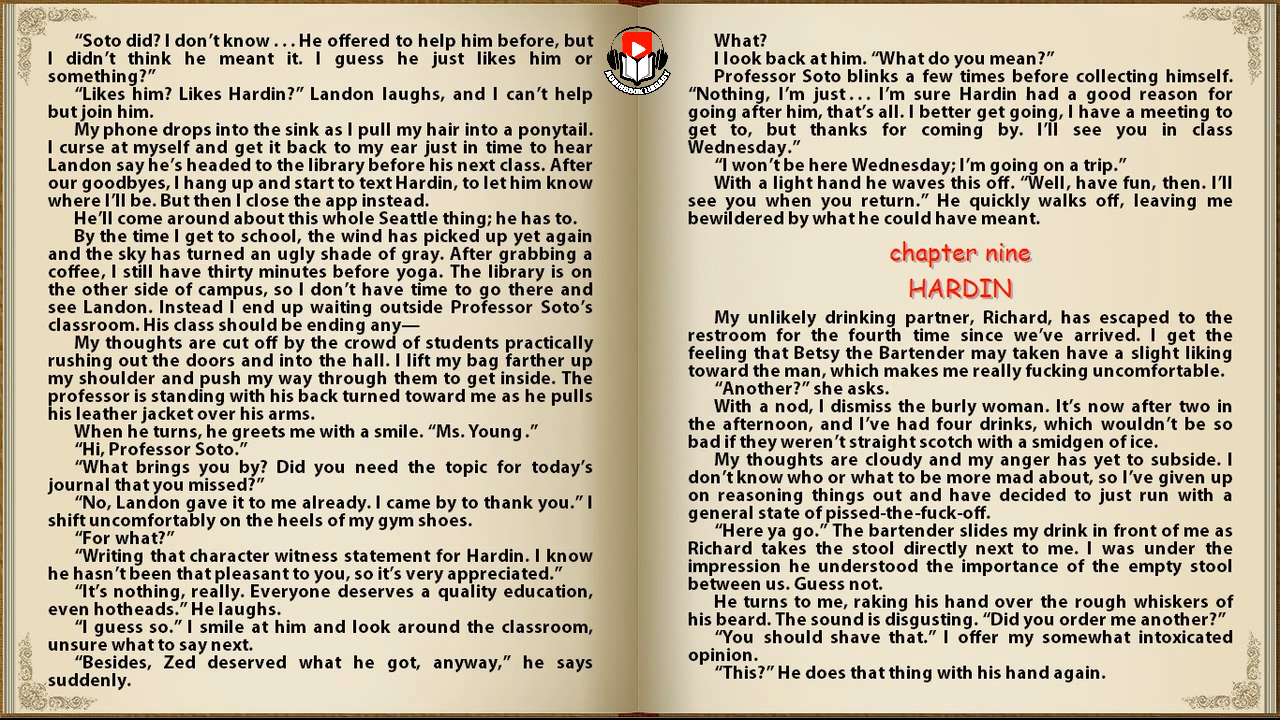 “Soto did? I don’t know . . . He offered to help him before, but
I didn’t think he meant it. I guess he just likes him or
something?”
“Likes him? Likes Hardin?” Landon laughs, and I can’t help
but join him.
My phone drops into the sink as I pull my hair into a ponytail.
I curse at myself and get it back to my ear just in time to hear
Landon say he’s headed to the library before his next class. After
our goodbyes, I hang up and start to text Hardin, to let him know
where I’ll be. But then I close the app instead.
He’ll come around about this whole Seattle thing; he has to.
By the time I get to school, the wind has picked up yet again
and the sky has turned an ugly shade of gray. After grabbing a
coffee, I still have thirty minutes before yoga. The library is on
the other side of campus, so I don’t have time to go there and
see Landon. Instead I end up waiting outside Professor Soto’s
classroom. His class should be ending any—
My thoughts are cut off by the crowd of students practically
rushing out the doors and into the hall. I lift my bag farther up
my shoulder and push my way through them to get inside. The
professor is standing with his back turned toward me as he pulls
his leather jacket over his arms.
When he turns, he greets me with a smile. “Ms. Young .”
“Hi, Professor Soto.”
“What brings you by? Did you need the topic for today’s
journal that you missed?”
“No, Landon gave it to me already. I came by to thank you.” I
shift uncomfortably on the heels of my gym shoes.
“For what?”
“Writing that character witness statement for Hardin. I know
he hasn’t been that pleasant to you, so it’s very appreciated.”
“It’s nothing, really. Everyone deserves a quality education,
even hotheads.” He laughs.
“I guess so.” I smile at him and look around the classroom,
unsure what to say next.
“Besides, Zed deserved what he got, anyway,” he says
suddenly.
AUDIOBOOK LIBRARY
What?
I look back at him. “What do you mean?”
Professor Soto blinks a few times before collecting himself.
“Nothing, I’m just . . . I’m sure Hardin had a good reason for
going after him, that’s all. I better get going, I have a meeting to
get to, but thanks for coming by. I’ll see you in class
Wednesday.”
“I won’t be here Wednesday; I’m going on a trip.”
With a light hand he waves this off. “Well, have fun, then. I’ll
see you when you return.” He quickly walks off, leaving me
bewildered by what he could have meant.
chapter nine
HARDIN
My unlikely drinking partner, Richard, has escaped to the
restroom for the fourth time since we’ve arrived. I get the
feeling that Betsy the Bartender may taken have a slight liking
toward the man, which makes me really fucking uncomfortable.
“Another?” she asks.
With a nod, I dismiss the burly woman. It’s now after two in
the afternoon, and I’ve had four drinks, which wouldn’t be so
bad if they weren’t straight scotch with a smidgen of ice.
My thoughts are cloudy and my anger has yet to subside. I
don’t know who or what to be more mad about, so I’ve given up
on reasoning things out and have decided to just run with a
general state of pissed-the-fuck-off.
“Here ya go.” The bartender slides my drink in front of me as
Richard takes the stool directly next to me. I was under the
impression he understood the importance of the empty stool
between us. Guess not.
He turns to me, raking his hand over the rough whiskers of
his beard. The sound is disgusting. “Did you order me another?”
“You should shave that.” I offer my somewhat intoxicated
opinion.
“This?” He does that thing with his hand again.